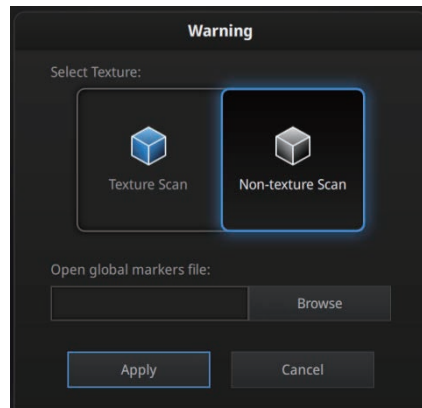 Warning
Select Texture:
Texture Scan Non-texture Scan
Open global markers file:
Browse
Apply Cancel